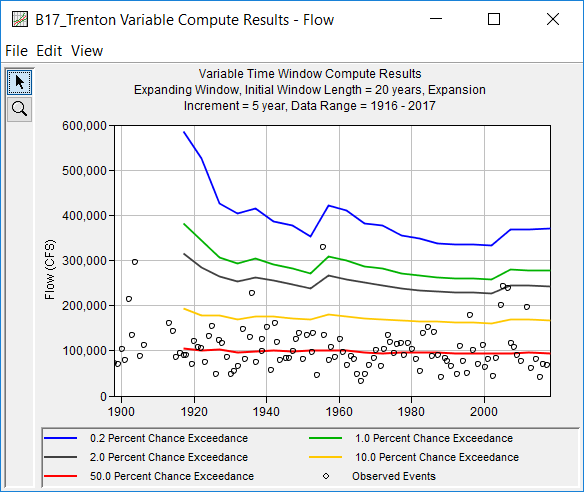 B17_Trenton Variable Compute Results - Flow
File Edit View
Variable Time Window Compute Results
Expanding Window, Initial Window Length = 20 years, Expansion
Increment = 5 year, Data Range = 1916 - 2017
600,000
500,000
400,000
300,000
200,000
100,000
0
Flow (CFS)
1900 1920 1940 1960 1980 2000
0.2 Percent Chance Exceedance 1.0 Percent Chance Exceedance
2.0 Percent Chance Exceedance 10.0 Percent Chance Exceedance
50.0 Percent Chance Exceedance Observed Events